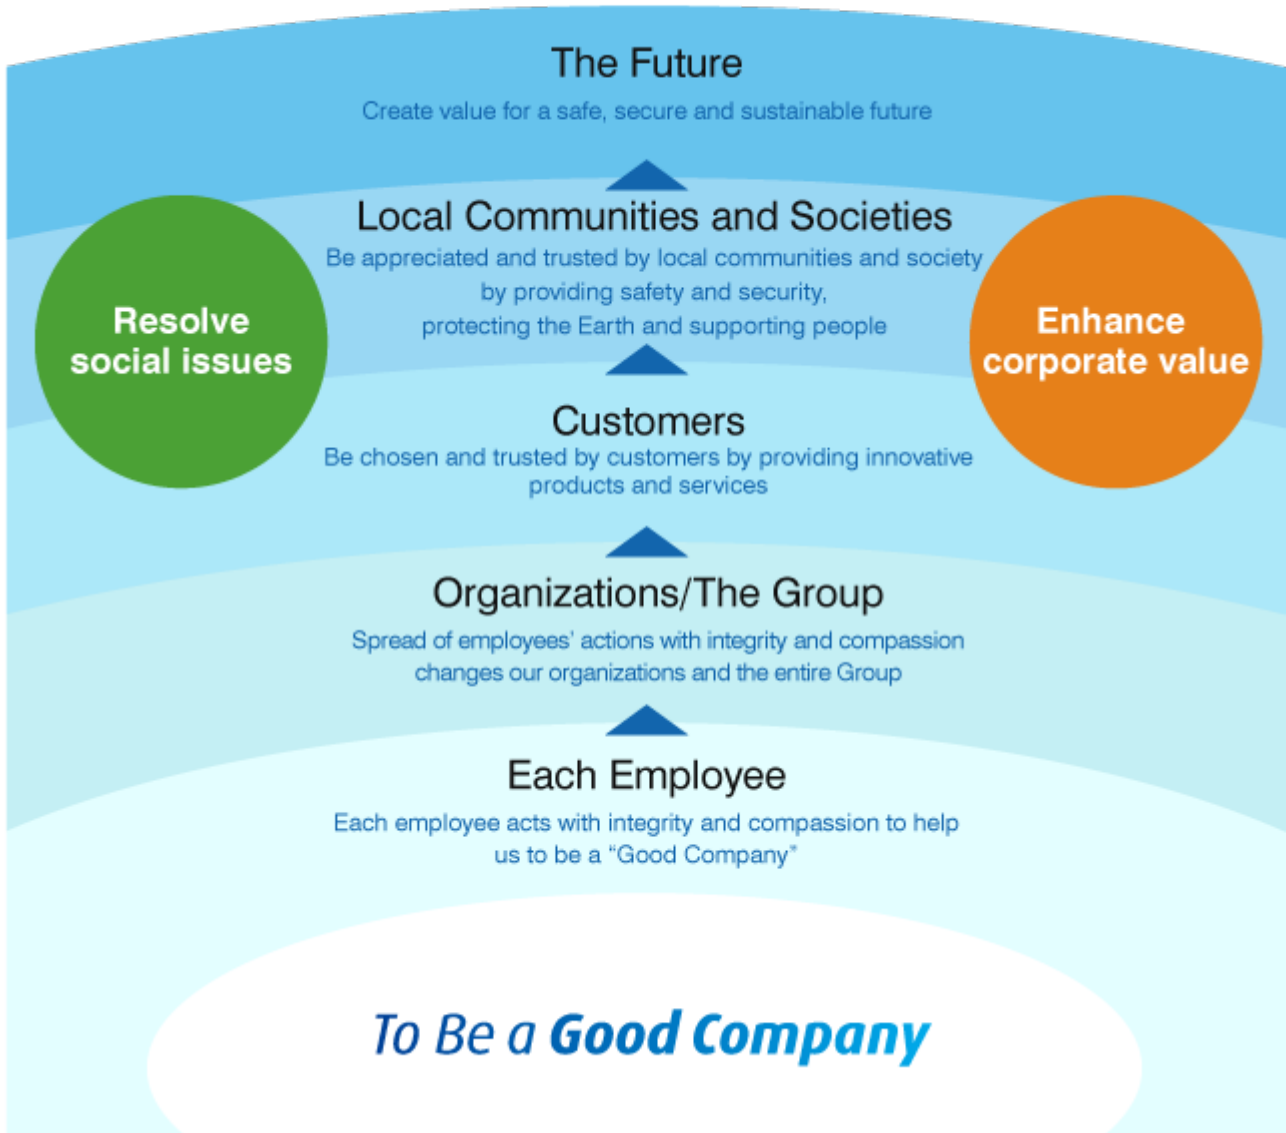 The Future
Create value for a safe, secure and sustainable future
Local Communities and Societies
Be appreciated and trusted by local communities and society
by providing safety and security,
protecting the Earth and supporting people
Resolve
social issues
Enhance
corporate value
Customers
Be chosen and trusted by customers by providing innovative
products and services
Organizations/The Group
Spread of employees’ actions with integrity and compassion
changes our organizations and the entire Group
Each Employee
Each employee acts with integrity and compassion to help
us to be a “Good Company”
To Be a Good Company